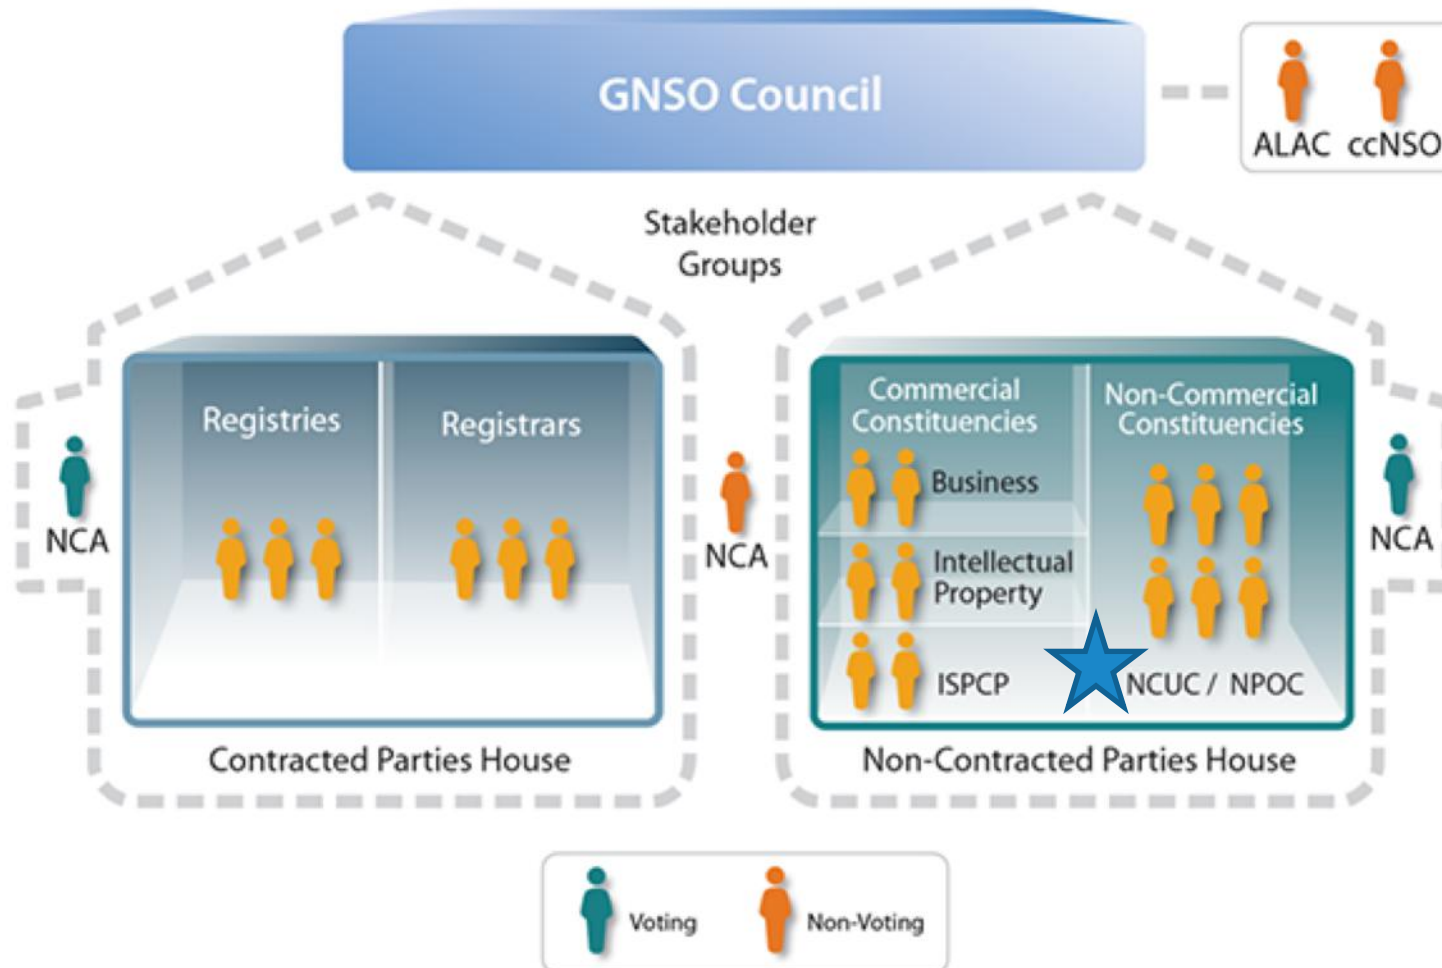 GNSO Council
ALAC ccNSO
Stakeholder
Groups
Registries
Registrars
NCA
NCA
Commercial
Constituencies
Business
Intellectual
Property
ISPCP
Non-Commercial
Constituencies
NCUC / NPOC
NCA
Contracted Parties House
Non-Contracted Parties House
Voting
Non-Voting